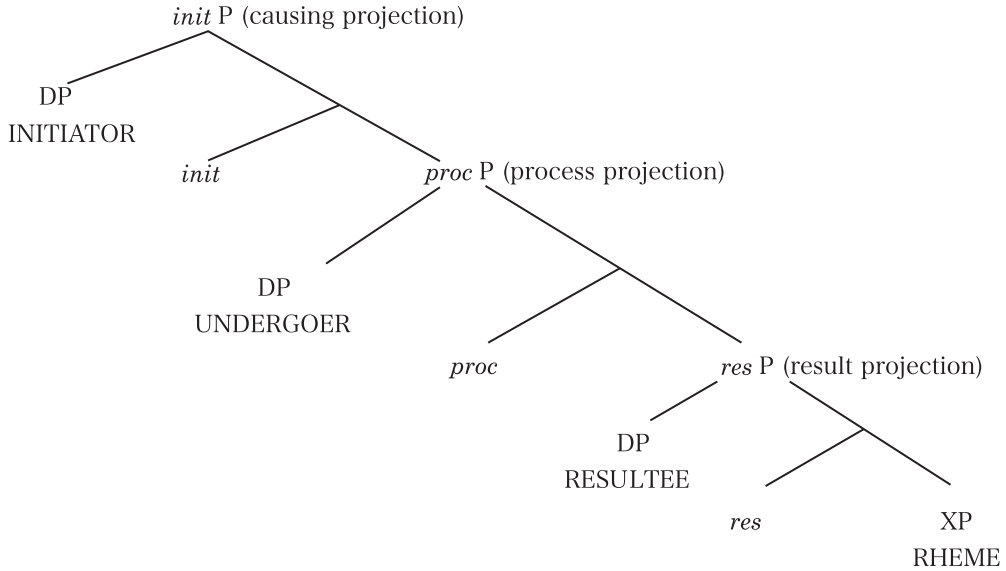 init P (causing projection)
DP
INITIATOR
init
proc P (process projection)
DP
UNDERGOER
proc
res P (result projection)
DP
RESULTEE
res
XP
RHEME